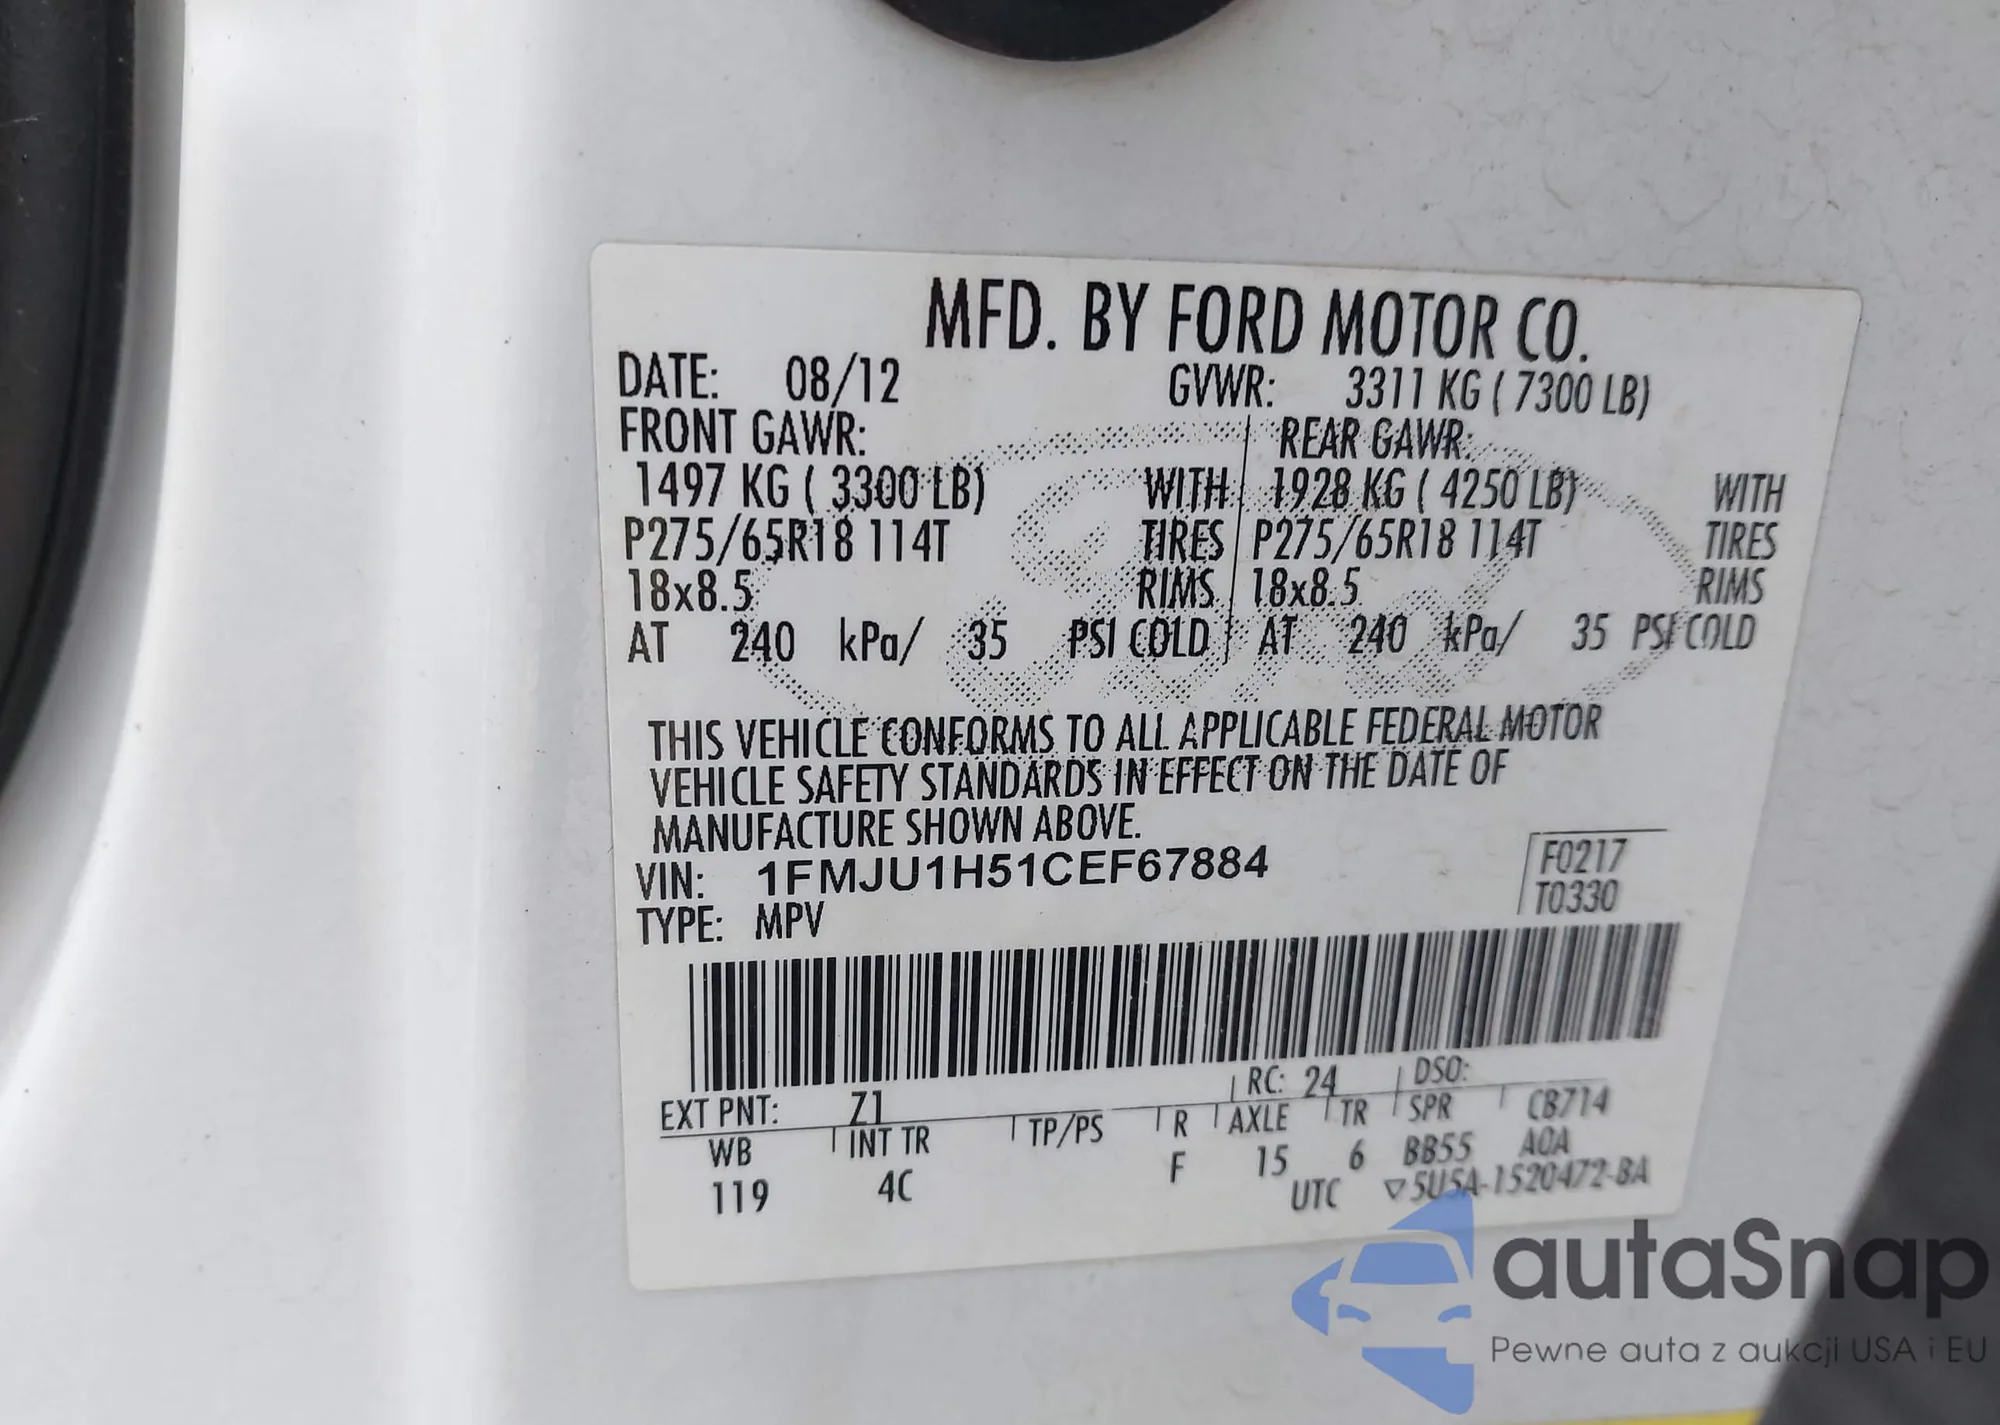 MFD. BY FORD MOTOR CO.
DATE: 08/12 GVWR: 3311 KG ( 7300 LB)
FRONT GAWR: REAR GAWR:
1497 KG ( 3300 LB) WITH 1928 KG ( 4250 LB) WITH
P275/65R18 114T TIRES P275/65R18 114T TIRES
18x8.5 RIMS 18x8.5 RIMS
AT 240 kPa/ 35 PSI COLD AT 240 kPa/ 35 PSI COLD
THIS VEHICLE CONFORMS TO ALL APPLICABLE FEDERAL MOTOR
VEHICLE SAFETY STANDARDS IN EFFECT ON THE DATE OF
MANUFACTURE SHOWN ABOVE.
VIN: 1FMJU1H51CEF67884 F0217
TYPE: MPV T0330
EXT PNT: Z1 RC: 24 DSO:
WB INT TR TP/PS R AXLE TR SPR CB714
119 4C F 15 6 BB55 AOA
UTC ▽5U5A-1520472-BA
autaSnap
Pewne auta z aukcji USA i EU